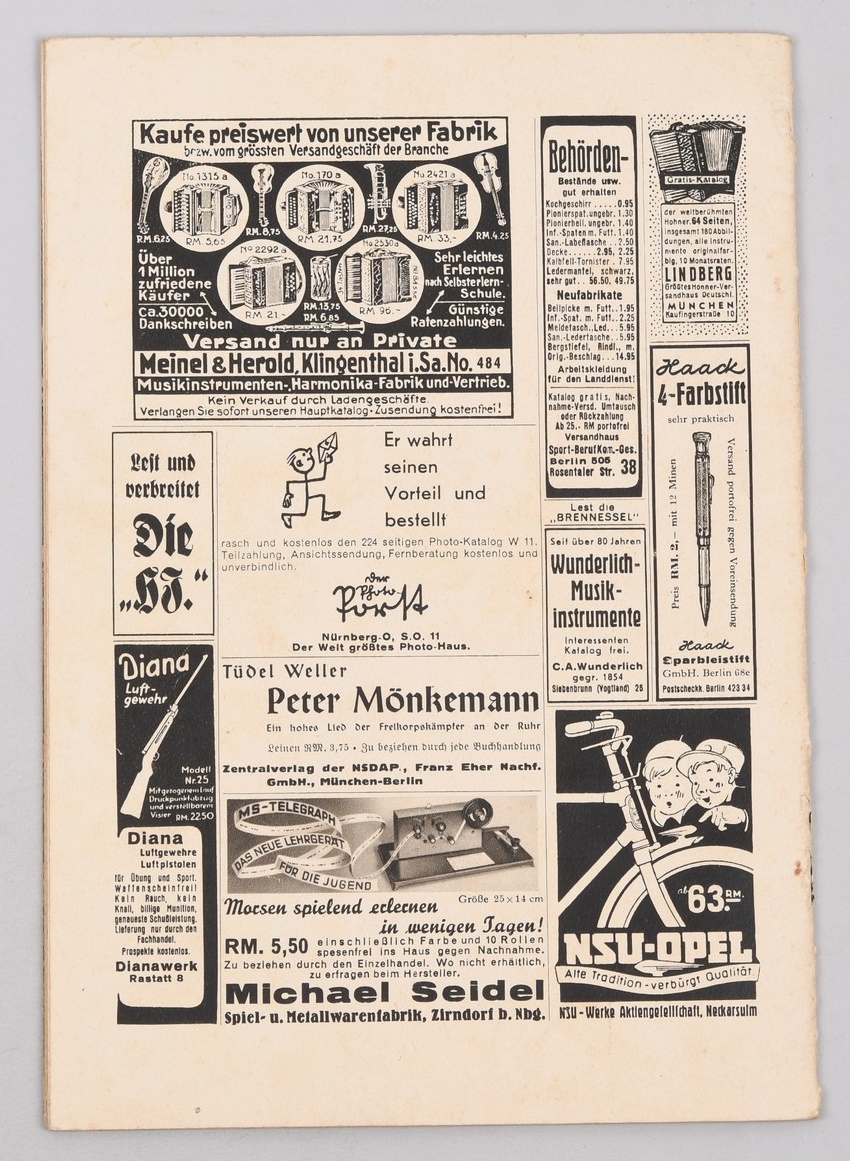 Kaufe preiswert von unserer Fabrik
bezw. vom grössten Versandgeschäft der Branche
No. 1315 a
No. 170 a
No. 2421 a
RM. 6.25
RM. 5,65
RM. 8,75
RM. 21,75
RM. 27,25
RM. 33,-
RM. 4.25
No 2292 a
No 2530 a
Über
1 Million
zufriedene
Käufer
Ca. 30000
Dankschreiben
RM. 21.-
RM. 13,75
RM. 6.85
RM. 96.-
Sehr leichtes
Erlernen
nach Selbsterlern-
Schule.
Günstige
Ratenzahlungen.
Versand nur an Private
Meinel & Herold, Klingenthal i. Sa. No. 484
Musikinstrumenten-, Harmonika-Fabrik und-Vertrieb.
Kein Verkauf durch Ladengeschäfte.
Verlangen Sie sofort unseren Hauptkatalog - Zusendung kostenfrei!
Lest und
verbreitet
Die
„HJ.“
Er wahrt
seinen
Vorteil und
bestellt
rasch und kostenlos den 224 seitigen Photo-Katalog W 11.
Teilzahlung, Ansichtssendung, Fernberatung kostenlos und
unverbindlich.
der
Photo
Porst
Nürnberg-O, S.O. 11
Der Welt größtes Photo-Haus.
Diana
Luft-
gewehr
Modell
Nr. 25
Mit gezogenem Lauf
Druckpunktabzug
und verstellbarem
Visier RM. 22.50
Diana
Luftgewehre
Luftpistolen
für Übung und Sport.
Waffenscheinfrei!
Kein Rauch, kein
Knall, billige Munition,
genaueste Schußleistung.
Lieferung nur durch den
Fachhandel.
Prospekte kostenlos.
Dianawerk
Rastatt 8
Tüdel Weller
Peter Mönkemann
Ein hohes Lied der Freikorpskämpfer an der Ruhr
Leinen RM. 3,75 • Zu beziehen durch jede Buchhandlung
Zentralverlag der NSDAP., Franz Eher Nachf.
GmbH., München-Berlin
MS-TELEGRAPH
DAS NEUE LEHRGERÄT
FÜR DIE JUGEND
Größe 25 x 14 cm
Morsen spielend erlernen
in wenigen Tagen!
RM. 5,50 einschließlich Farbe und 10 Rollen
spesenfrei ins Haus gegen Nachnahme.
Zu beziehen durch den Einzelhandel. Wo nicht erhältlich,
zu erfragen beim Hersteller.
Michael Seidel
Spiel- u. Metallwarenfabrik, Zirndorf b. Nbg.
Behörden-
Bestände usw.
gut erhalten
Kochgeschirr ..... 0.95
Pionierspat. ungebr. 1.30
Pionierbeil, ungebr. 1.40
Inf.-Spaten m. Futt. 1.40
San.-Labeflasche .. 2.50
Decke ..... 2.95, 2.25
Kalbfell-Tornister . 7.95
Ledermantel, schwarz,
sehr gut.. 56.50, 49.75
Neufabrikate
Beilpicke m. Futt.. 1.95
Inf.-Spat. m. Futt. 2.25
Meldetasch., Led... 5.95
San.-Ledertasche .. 5.95
Bergstiefel, Rindl., m.
Orig.-Beschlag ... 14.95
Arbeitskleidung
für den Landdienst!
Katalog gratis, Nach-
nahme-Versd. Umtausch
oder Rückzahlung
Ab 25.- RM portofrei
Versandhaus
Sport-Beruf Kom.-Ges.
Berlin 505
Rosentaler Str. 38
Lest die
„BRENNESSEL“
Seit über 80 Jahren
Wunderlich-
Musik-
instrumente
Interessenten
Katalog frei.
C. A. Wunderlich
gegr. 1854
Siebenbrunn (Vogtland) 26
Gratis-Katalog
der weltberühmten
Hohner. 64 Seiten,
insgesamt 180 Abbil-
dungen, alle Instru-
mente originalfar-
big. 10 Monatsraten.
LINDBERG
Größtes Hohner-Ver-
sandhaus Deutschl.
MÜNCHEN
Kaufingerstraße 10
Haack
4-Farbstift
sehr praktisch
Preis RM. 2,- mit 12 Minen
Versand portofrei gegen Voreinsendung
Haack
Sparbleistift
GmbH. Berlin 68e
Postscheckk. Berlin 423 34
ab 63.- RM.
NSU-OPEL
Alte Tradition - verbürgt Qualität
NSU - Werke Aktiengesellschaft, Neckarsulm